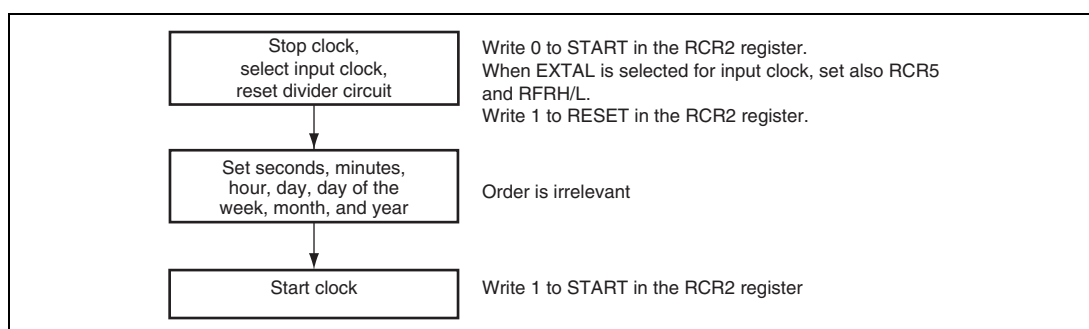 Stop clock,
select input clock,
reset divider circuit
Write 0 to START in the RCR2 register.
When EXTAL is selected for input clock, set also RCR5
and RFRH/L.
Write 1 to RESET in the RCR2 register.
Set seconds, minutes,
hour, day, day of the
week, month, and year
Order is irrelevant
Start clock
Write 1 to START in the RCR2 register